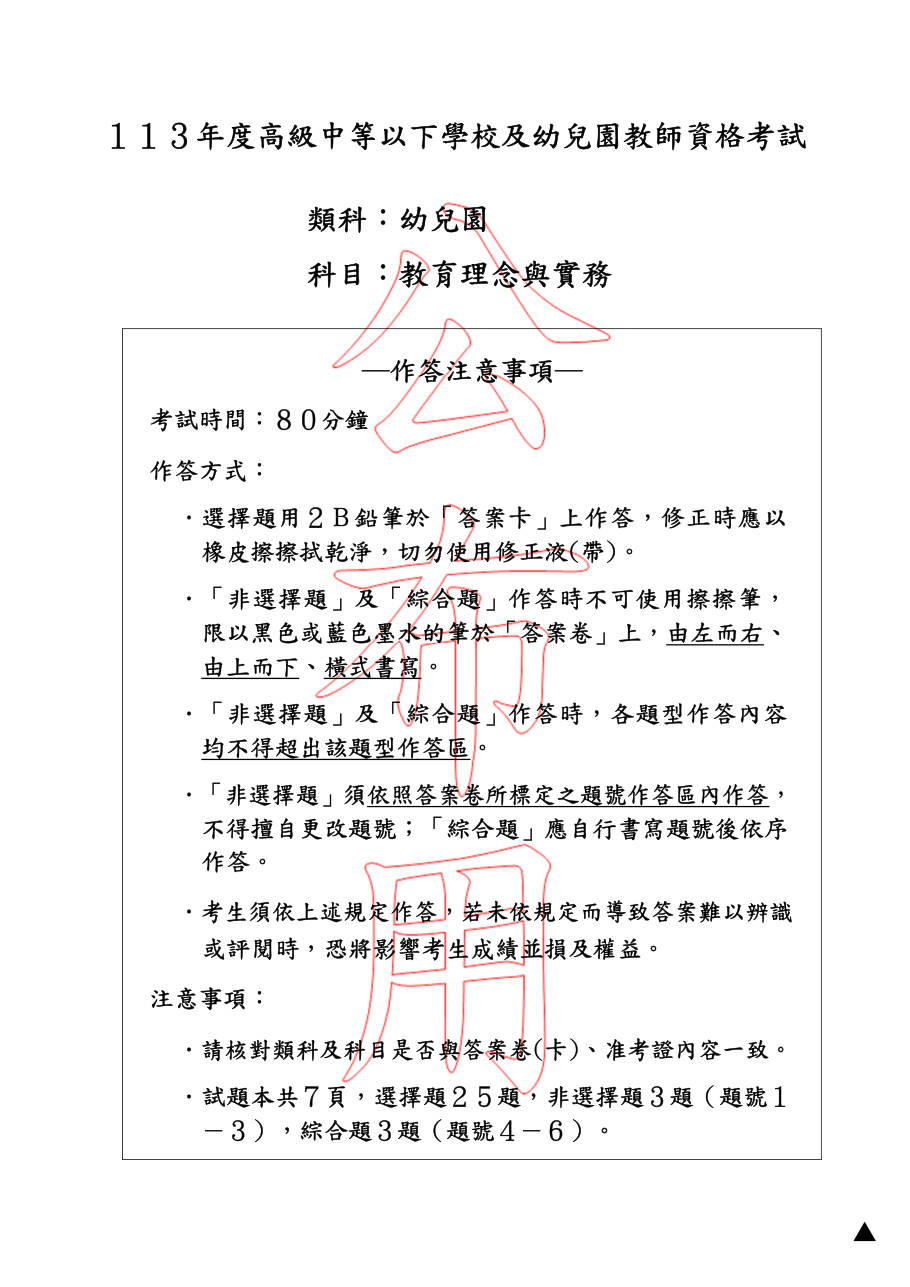 １１３年度高級中等以下學校及幼兒園教師資格考試
類科：幼兒園
科目：教育理念與實務
—作答注意事項—
考試時間：８０分鐘
作答方式：
．選擇題用２Ｂ鉛筆於「答案卡」上作答，修正時應以
橡皮擦擦拭乾淨，切勿使用修正液(帶)。
．「非選擇題」及「綜合題」作答時不可使用擦擦筆，
限以黑色或藍色墨水的筆於「答案卷」上，由左而右、
由上而下、橫式書寫。
．「非選擇題」及「綜合題」作答時，各題型作答內容
均不得超出該題型作答區。
．「非選擇題」須依照答案卷所標定之題號作答區內作答，
不得擅自更改題號；「綜合題」應自行書寫題號後依序
作答。
．考生須依上述規定作答，若未依規定而導致答案難以辨識
或評閱時，恐將影響考生成績並損及權益。
注意事項：
．請核對類科及科目是否與答案卷(卡)、准考證內容一致。
．試題本共７頁，選擇題２５題，非選擇題３題（題號１
－３），綜合題３題（題號４－６）。
公布用